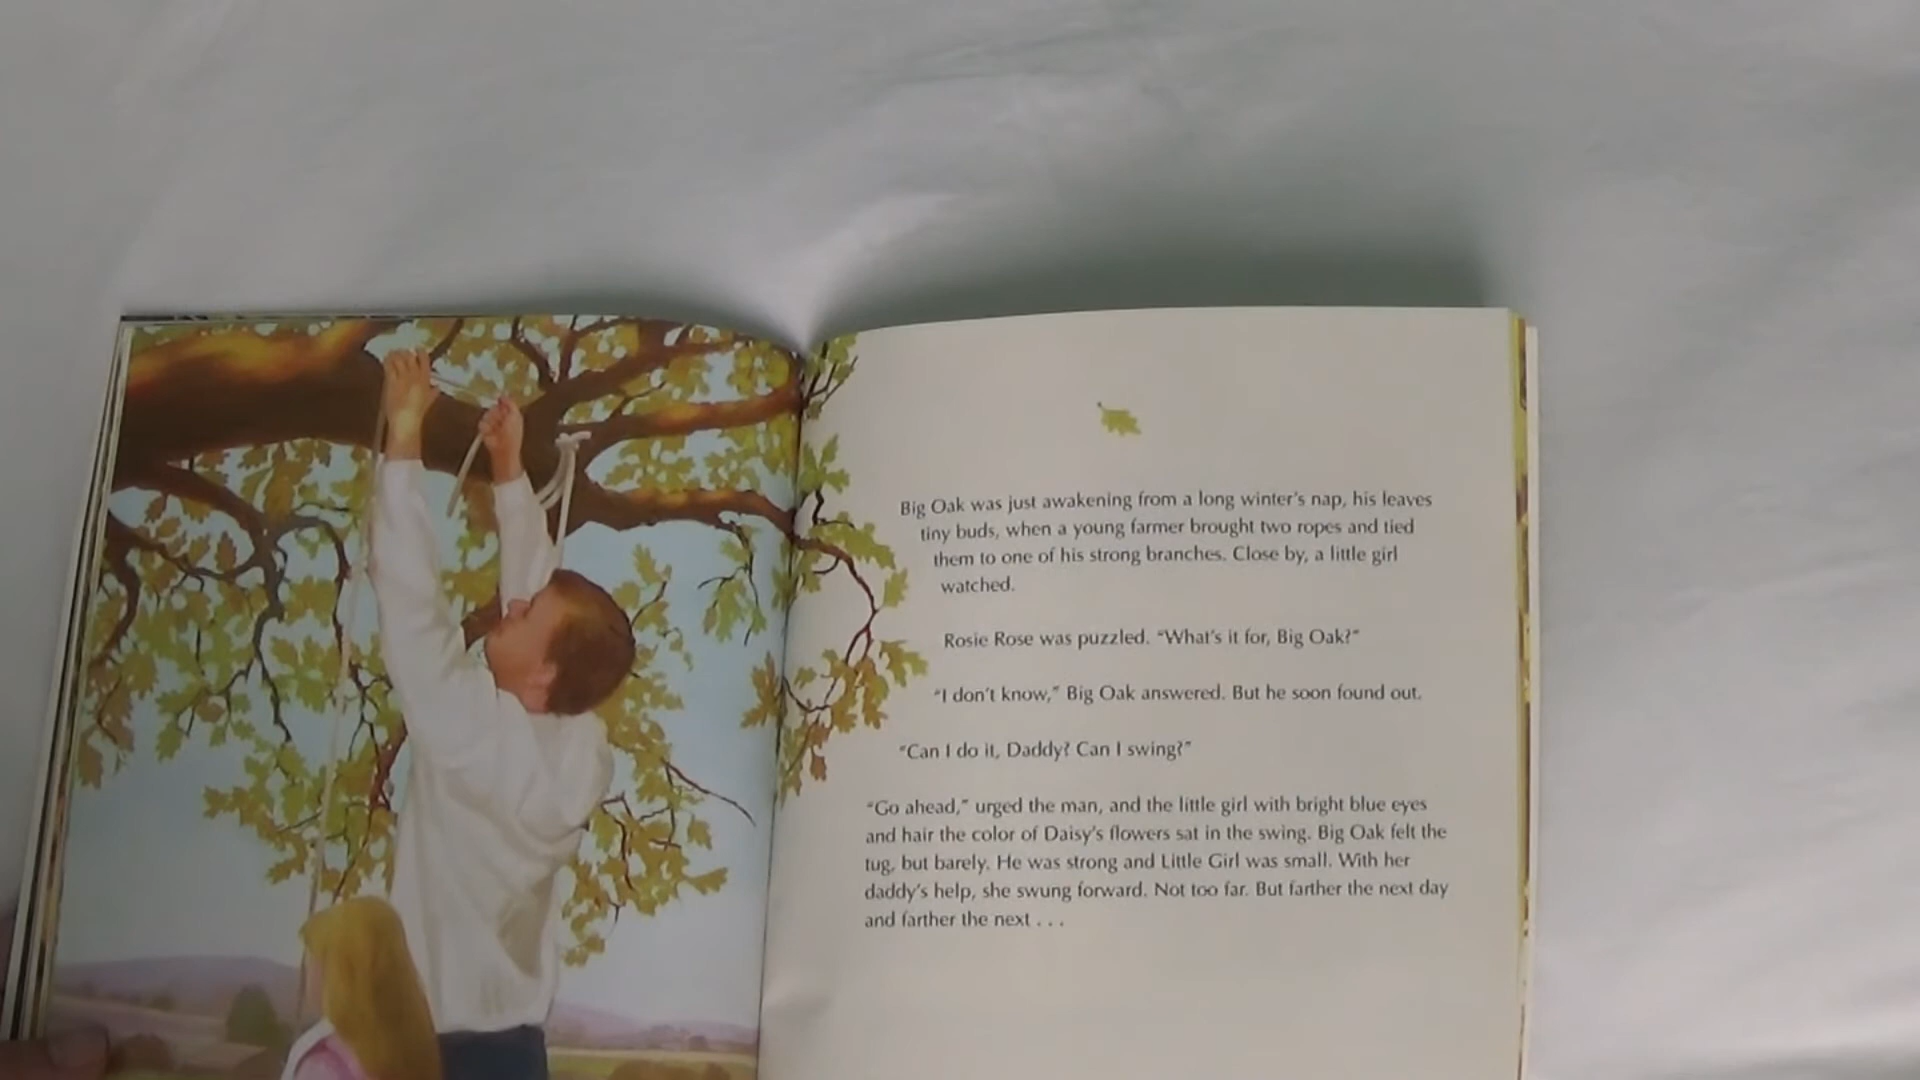 Big Oak was just awakening from a long winter's nap, his leaves
tiny buds, when a young farmer brought two ropes and tied
them to one of his strong branches. Close by, a little girl
watched.
Rosie Rose was puzzled. “What's it for, Big Oak?”
“I don't know,” Big Oak answered. But he soon found out.
“Can I do it, Daddy? Can I swing?”
“Go ahead,” urged the man, and the little girl with bright blue eyes
and hair the color of Daisy's flowers sat in the swing. Big Oak felt the
tug, but barely. He was strong and Little Girl was small. With her
daddy's help, she swung forward. Not too far. But farther the next day
and farther the next . . .